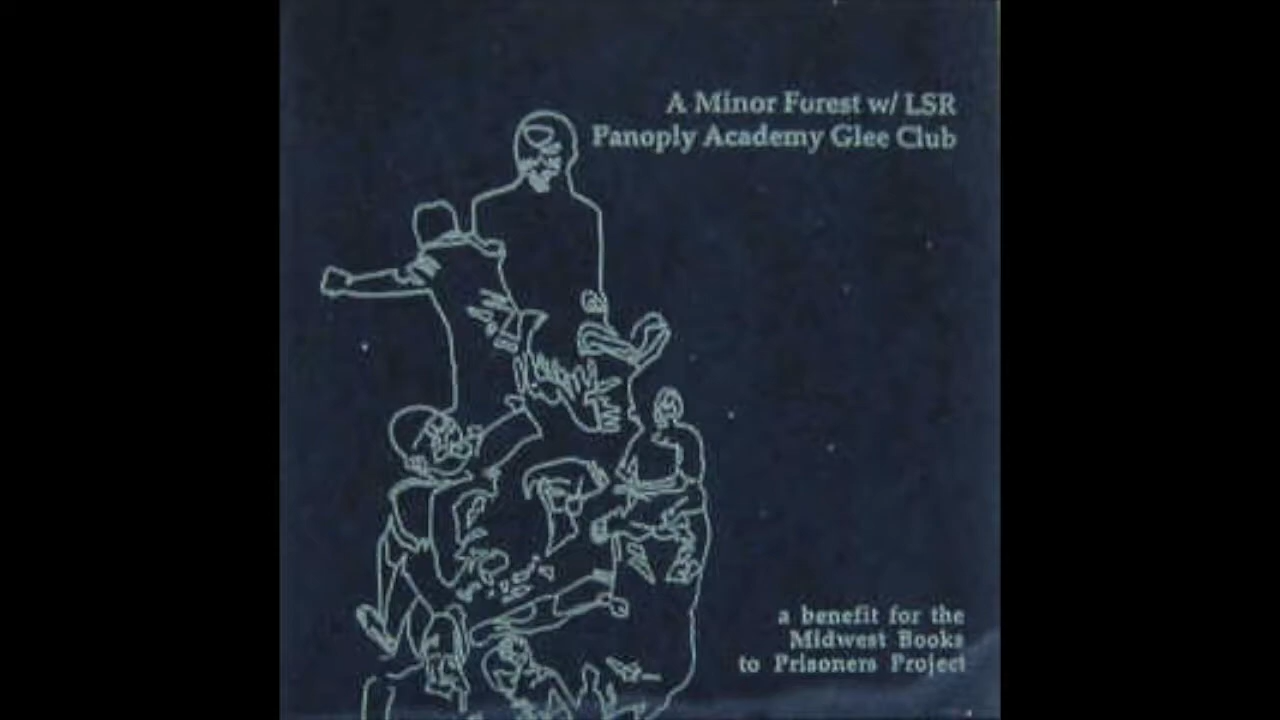 A Minor Forest w/ LSR
Panoply Academy Glee Club
a benefit for the
Midwest Books
to Prisoners Project